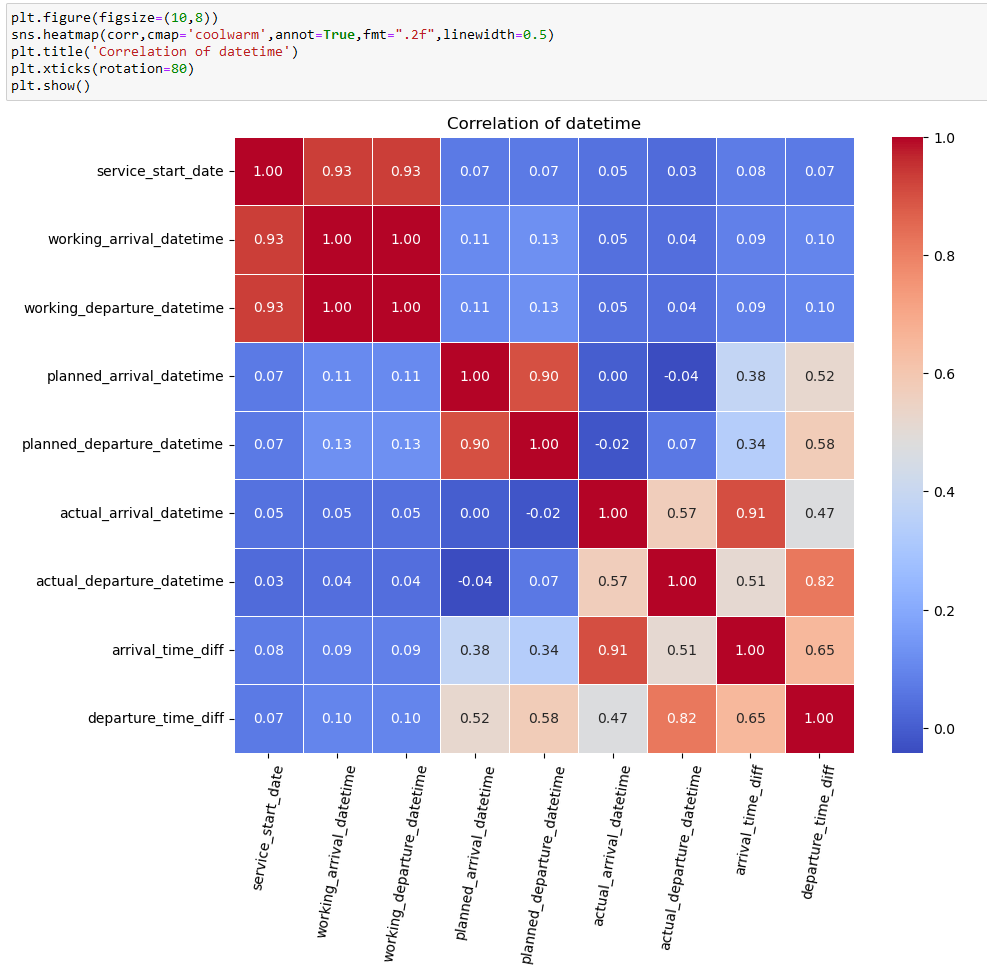 plt.figure(figsize=(10,8))
sns.heatmap(corr,cmap='coolwarm',annot=True,fmt=".2f",linewidth=0.5)
plt.title('Correlation of datetime')
plt.xticks(rotation=80)
plt.show()
Correlation of datetime
service_start_date 1.00 0.93 0.93 0.07 0.07 0.05 0.03 0.08 0.07
working_arrival_datetime 0.93 1.00 1.00 0.11 0.13 0.05 0.04 0.09 0.10
working_departure_datetime 0.93 1.00 1.00 0.11 0.13 0.05 0.04 0.09 0.10
planned_arrival_datetime 0.07 0.11 0.11 1.00 0.90 0.00 -0.04 0.38 0.52
planned_departure_datetime 0.07 0.13 0.13 0.90 1.00 -0.02 0.07 0.34 0.58
actual_arrival_datetime 0.05 0.05 0.05 0.00 -0.02 1.00 0.57 0.91 0.47
actual_departure_datetime 0.03 0.04 0.04 -0.04 0.07 0.57 1.00 0.51 0.82
arrival_time_diff 0.08 0.09 0.09 0.38 0.34 0.91 0.51 1.00 0.65
departure_time_diff 0.07 0.10 0.10 0.52 0.58 0.47 0.82 0.65 1.00
service_start_date
working_arrival_datetime
working_departure_datetime
planned_arrival_datetime
planned_departure_datetime
actual_arrival_datetime
actual_departure_datetime
arrival_time_diff
departure_time_diff
1.0
0.8
0.6
0.4
0.2
0.0